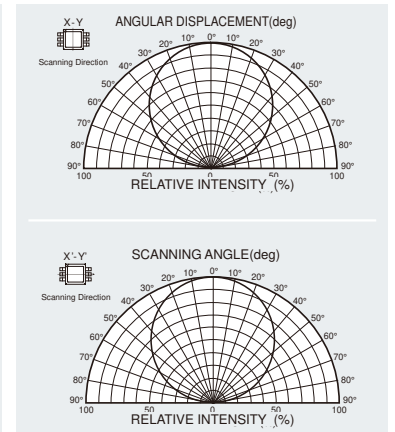 X-Y
ANGULAR DISPLACEMENT(deg)
Scanning Direction
30° 20° 10° 0° 10° 20° 30°
40° 40°
50° 50°
60° 60°
70° 70°
80° 80°
90° 90°
100 50 0 50 100
RELATIVE INTENSITY (%)
X'-Y'
SCANNING ANGLE(deg)
Scanning Direction
30° 20° 10° 0° 10° 20° 30°
40° 40°
50° 50°
60° 60°
70° 70°
80° 80°
90° 90°
100 50 0 50 100
RELATIVE INTENSITY (%)